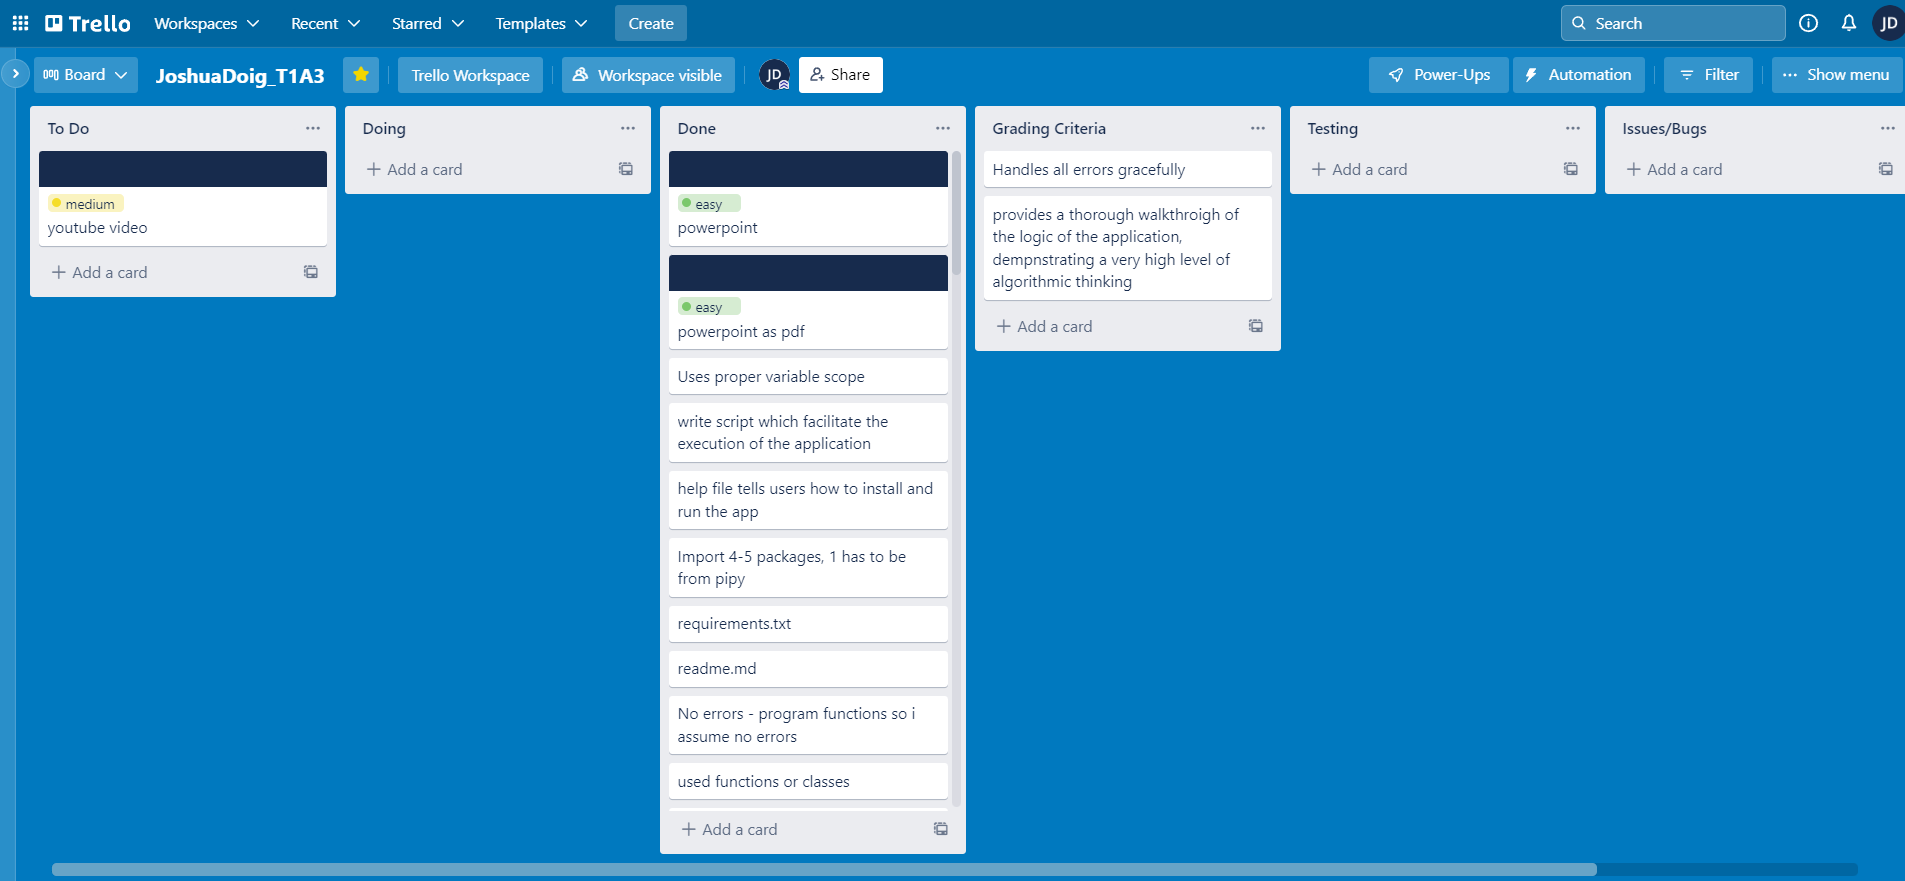 Trello
Workspaces
Recent
Starred
Templates
Create
Search
JD
Board
JoshuaDoig_T1A3
Trello Workspace
Workspace visible
JD
Share
Power-Ups
Automation
Filter
Show menu
To Do
medium
youtube video
Add a card
Doing
Add a card
Done
easy
powerpoint
easy
powerpoint as pdf
Uses proper variable scope
write script which facilitate the
execution of the application
help file tells users how to install and
run the app
Import 4-5 packages, 1 has to be
from pipy
requirements.txt
readme.md
No errors - program functions so i
assume no errors
used functions or classes
Add a card
Grading Criteria
Handles all errors gracefully
provides a thorough walkthroigh of
the logic of the application,
dempnstrating a very high level of
algorithmic thinking
Add a card
Testing
Add a card
Issues/Bugs
Add a card